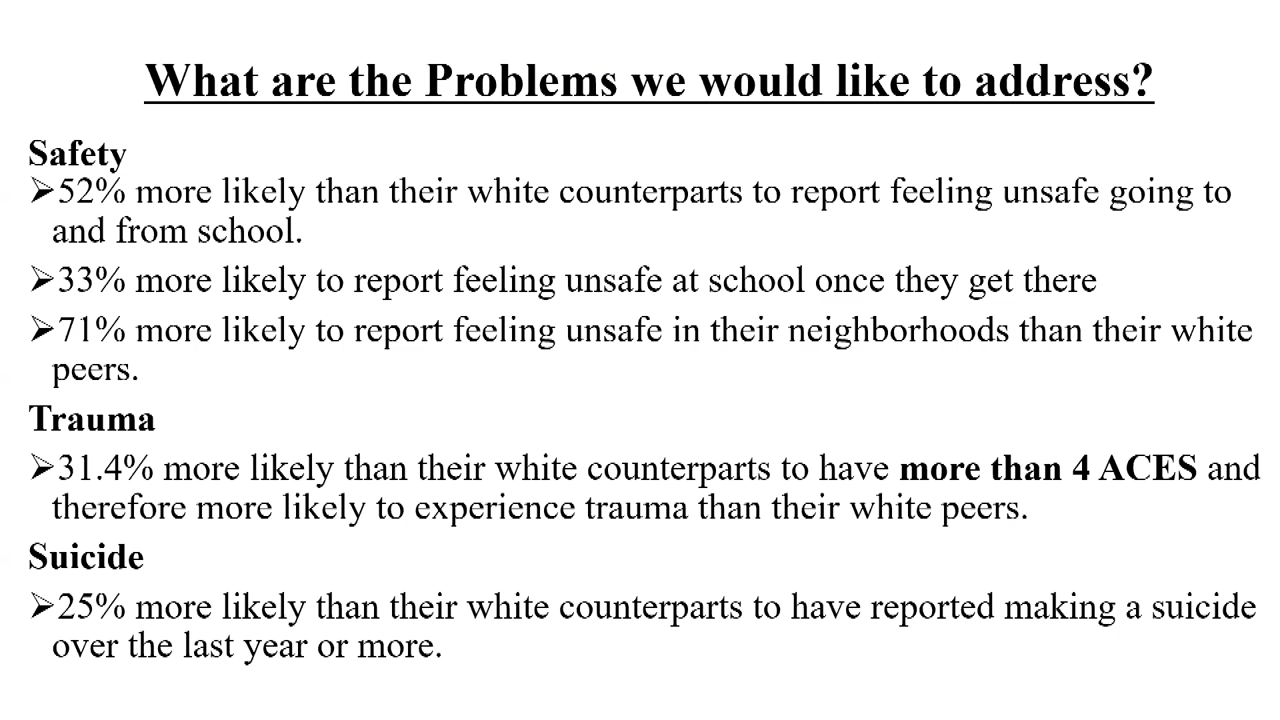 What are the Problems we would like to address?
Safety
➢52% more likely than their white counterparts to report feeling unsafe going to
and from school.
➢33% more likely to report feeling unsafe at school once they get there
➢71% more likely to report feeling unsafe in their neighborhoods than their white
peers.
Trauma
➢31.4% more likely than their white counterparts to have more than 4 ACES and
therefore more likely to experience trauma than their white peers.
Suicide
➢25% more likely than their white counterparts to have reported making a suicide
over the last year or more.